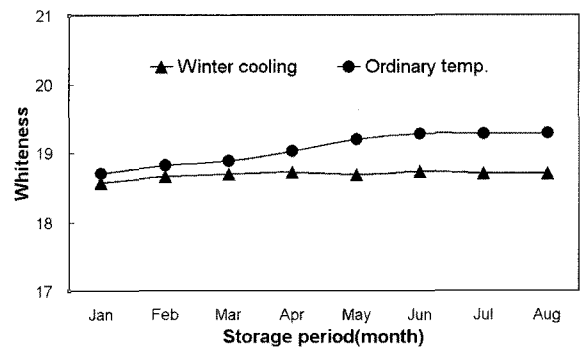 21
20
19
18
17
Whiteness
Winter cooling
Ordinary temp.
Jan Feb Mar Apr May Jun Jul Aug
Storage period(month)